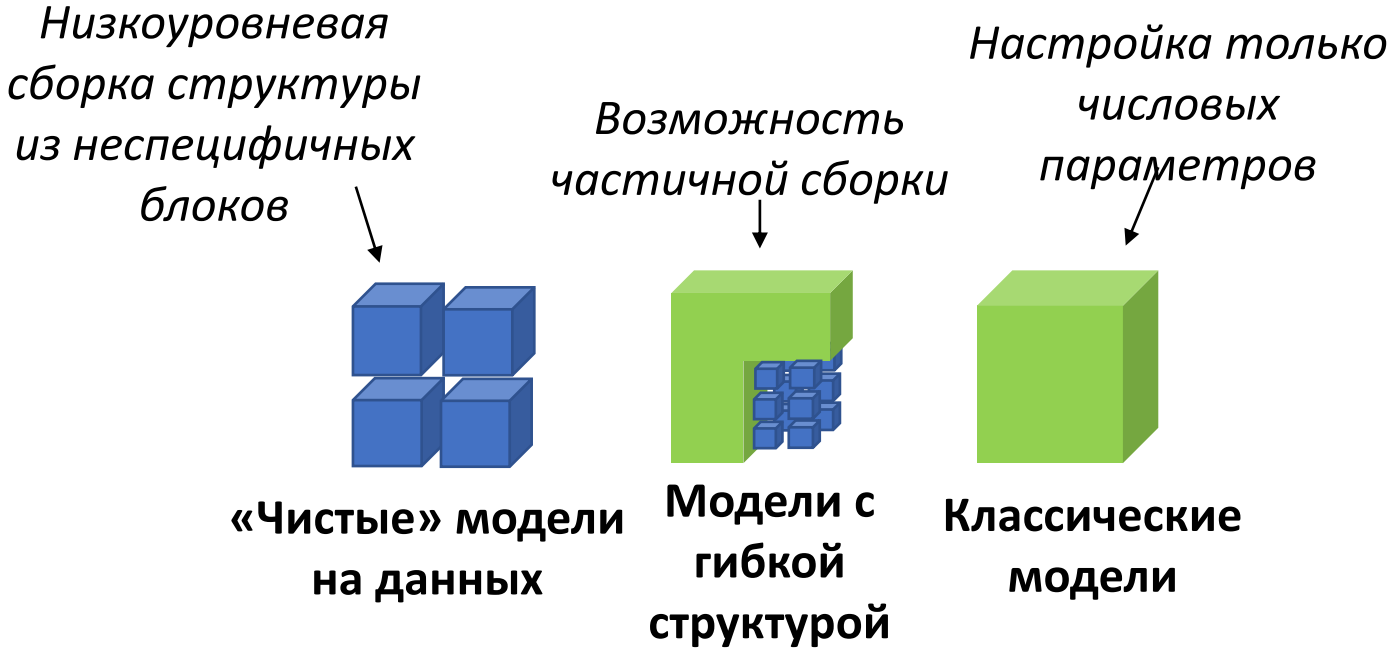 Низкоуровневая
сборка структуры
из неспецифичных
блоков
Возможность
частичной сборки
Настройка только
числовых
параметров
«Чистые» модели
на данных
Модели с
гибкой
структурой
Классические
модели